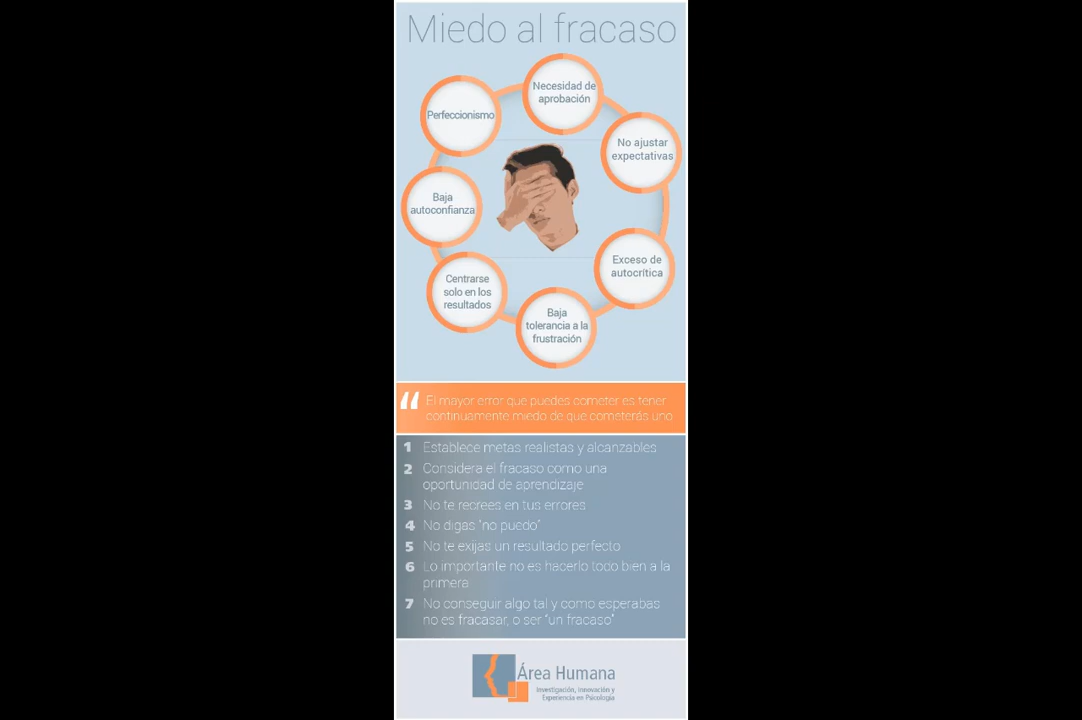 Miedo al fracaso
Necesidad de
aprobación
Perfeccionismo
No ajustar
expectativas
Baja
autoconfianza
Exceso de
autocrítica
Centrarse
solo en los
resultados
Baja
tolerancia a la
frustración
“
El mayor error que puedes cometer es tener
continuamente miedo de que cometerás uno
1 Establece metas realistas y alcanzables
2 Considera el fracaso como una
oportunidad de aprendizaje
3 No te recrees en tus errores
4 No digas "no puedo"
5 No te exijas un resultado perfecto
6 Lo importante no es hacerlo todo bien a la
primera
7 No conseguir algo tal y como esperabas
no es fracasar, o ser "un fracaso"
Área Humana
Investigación, Innovación y
Experiencia en Psicología